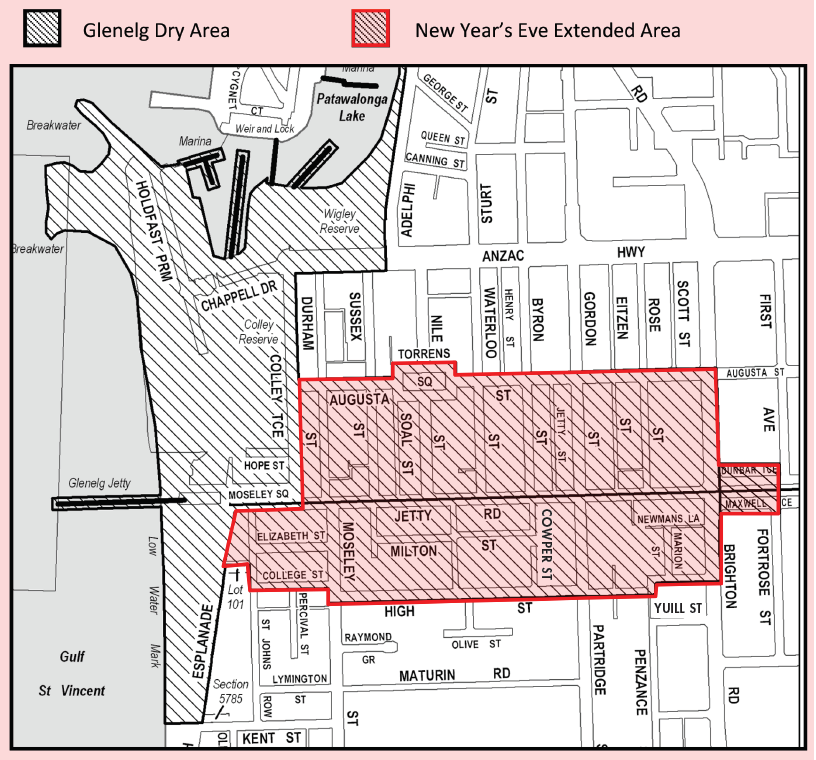 Glenelg Dry Area
New Year's Eve Extended Area
Marina
CYGNET
CT
Patawalonga
Lake
GEORGE ST
ST
RD
Breakwater
Marina
Weir and Lock
QUEEN ST
CANNING ST
HOLDFAST PRM
ADELPHI
STURT
Wigley
Reserve
Breakwater
ANZAC
HWY
CHAPPELL DR
DURHAM
SUSSEX
NILE
WATERLOO
HENRY ST
BYRON
GORDON
EITZEN
ROSE
SCOTT ST
FIRST
Colley
Reserve
COLLEY TCE
TORRENS
SQ
AUGUSTA ST
AUGUSTA
ST
AVE
ST
ST
SOAL ST
ST
ST
ST
JETTY ST
ST
ST
ST
HOPE ST
DUNBAR TCE
Glenelg Jetty
MOSELEY SQ
MAXWELL
CE
JETTY
RD
NEWMANS LA
ELIZABETH ST
MOSELEY
MILTON
ST
COWPER ST
ST
MARION
BRIGHTON
FORTROSE ST
COLLEGE ST
Low
Water
Mark
Lot
101
ESPLANADE
PERCIVAL ST
HIGH
ST
YUILL ST
ST JOHNS
ROW
RAYMOND
GR
OLIVE ST
PARTRIDGE
PENZANCE
Gulf
St Vincent
LYMINGTON
ST
MATURIN
RD
Section
5785
RD
ST
KENT ST